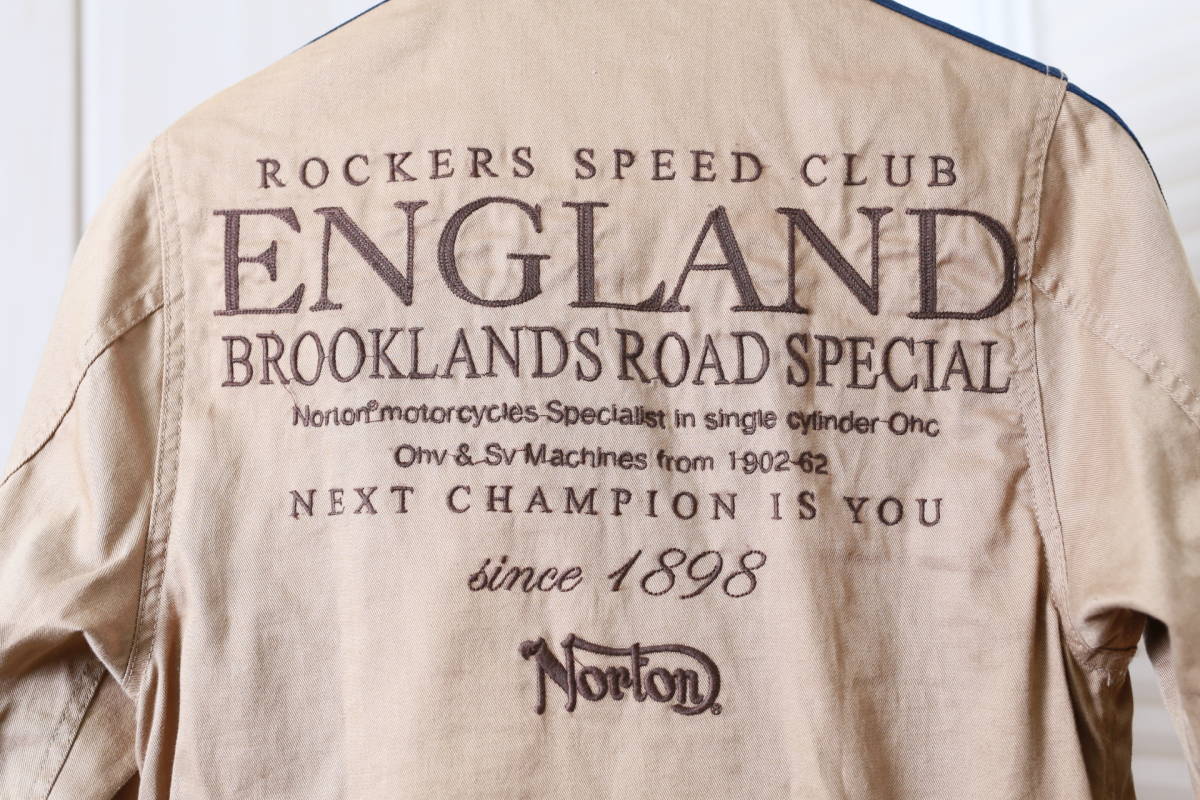 ROCKERS SPEED CLUB
ENGLAND
BROOKLANDS ROAD SPECIAL
Norton® motorcycles Specialist in single cylinder Ohc
Ohv & Sv Machines from 1902-62
NEXT CHAMPION IS YOU
since 1898
Norton®